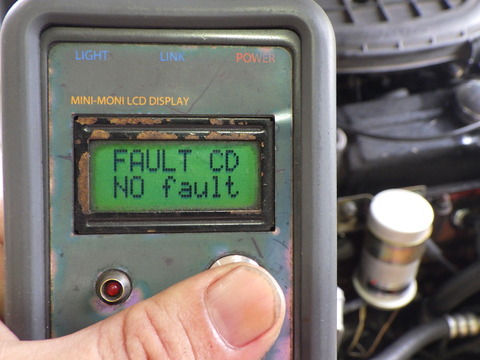 LIGHT LINK POWER
MINI-MONI LCD DISPLAY
FAULT CD
NO fault